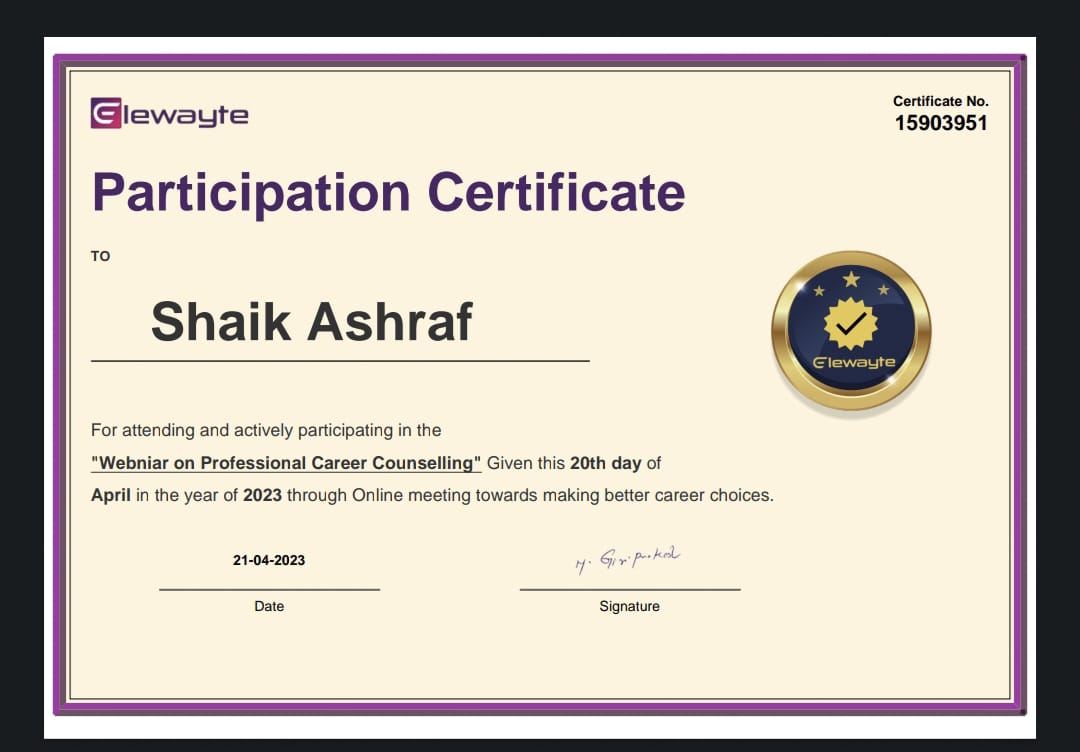 Elewayte
Certificate No.
15903951
Participation Certificate
TO
Shaik Ashraf
Elewayte
For attending and actively participating in the
"Webniar on Professional Career Counselling" Given this 20th day of
April in the year of 2023 through Online meeting towards making better career choices.
21-04-2023
Date
Signature